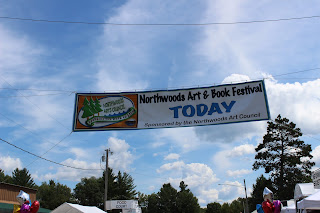 Northwoods Art & Book Festival
TODAY
Sponsored by the Northwoods Art Council